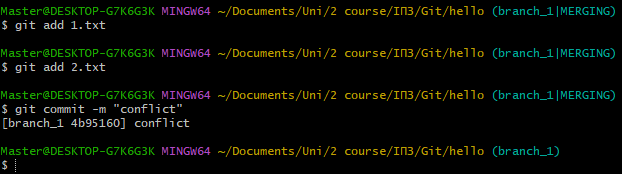 Master@DESKTOP-G7K6G3K MINGW64 ~/Documents/Uni/2 course/ІПЗ/Git/hello (branch_1|MERGING)
$ git add 1.txt
Master@DESKTOP-G7K6G3K MINGW64 ~/Documents/Uni/2 course/ІПЗ/Git/hello (branch_1|MERGING)
$ git add 2.txt
Master@DESKTOP-G7K6G3K MINGW64 ~/Documents/Uni/2 course/ІПЗ/Git/hello (branch_1|MERGING)
$ git commit -m "conflict"
[branch_1 4b95160] conflict
Master@DESKTOP-G7K6G3K MINGW64 ~/Documents/Uni/2 course/ІПЗ/Git/hello (branch_1)
$